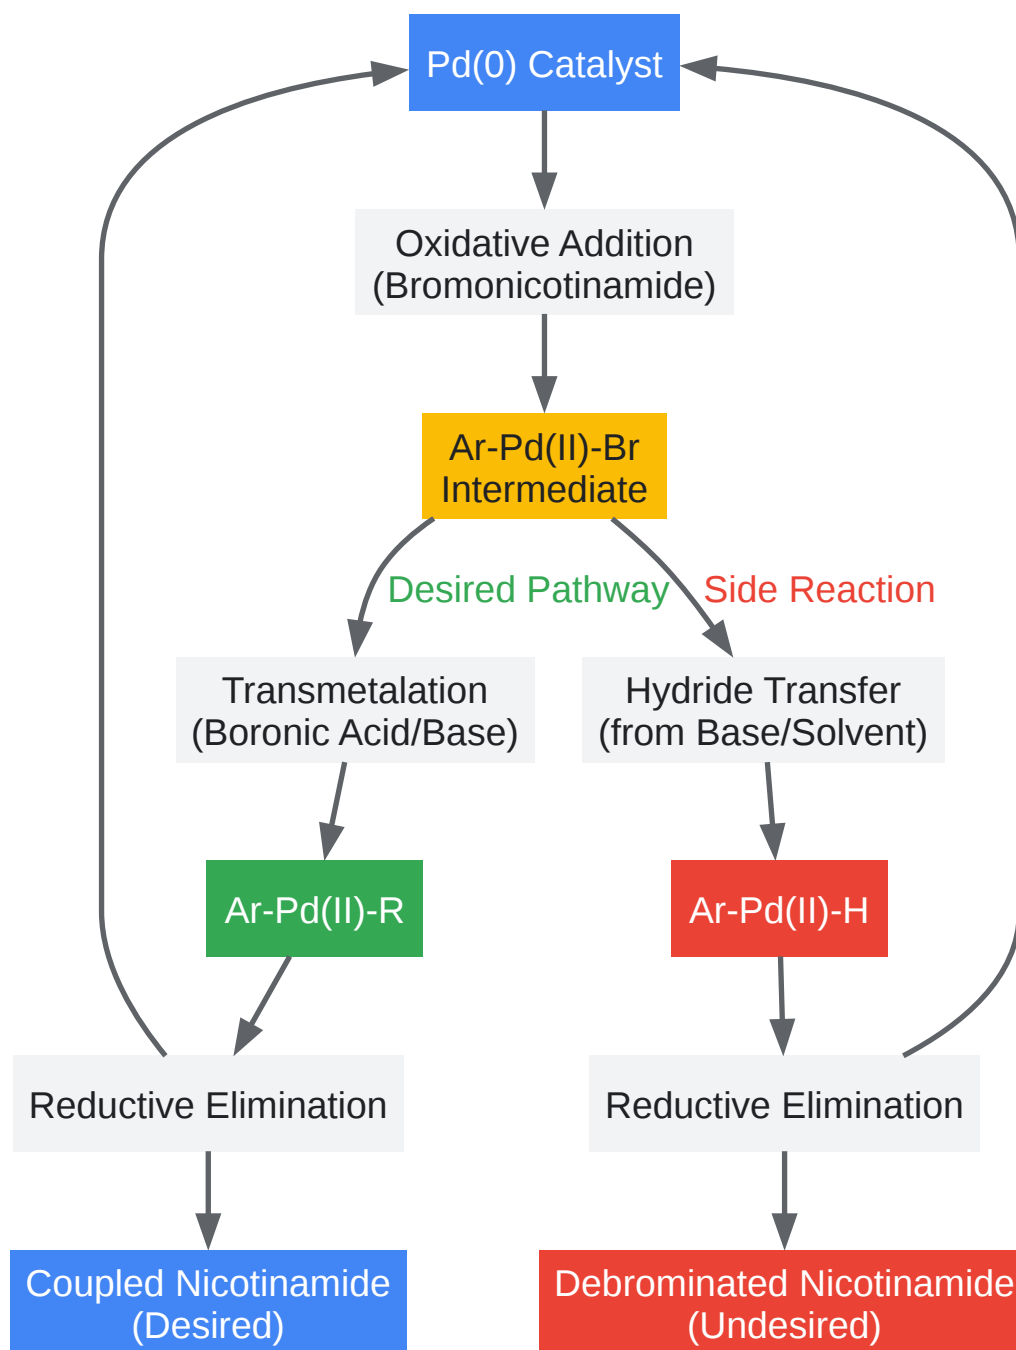 Pd(0) Catalyst
Oxidative Addition
(Bromonicotinamide)
Ar-Pd(II)-Br
Intermediate
Desired Pathway
Side Reaction
Transmetalation
(Boronic Acid/Base)
Hydride Transfer
(from Base/Solvent)
Ar-Pd(II)-R
Ar-Pd(II)-H
Reductive Elimination
Reductive Elimination
Coupled Nicotinamide
(Desired)
Debrominated Nicotinamide
(Undesired)